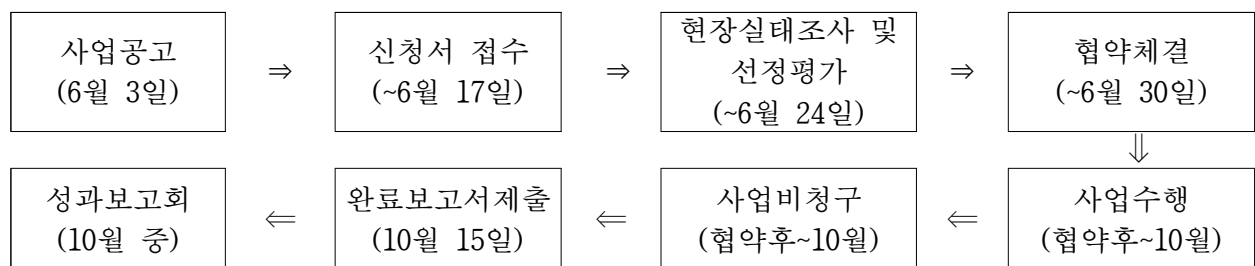 사업공고
(6월 3일)
⇒
신청서 접수
(~6월 17일)
⇒
현장실태조사 및
선정평가
(~6월 24일)
⇒
협약체결
(~6월 30일)
⇓
사업수행
(협약후~10월)
⇐
사업비청구
(협약후~10월)
⇐
완료보고서제출
(10월 15일)
⇐
성과보고회
(10월 중)